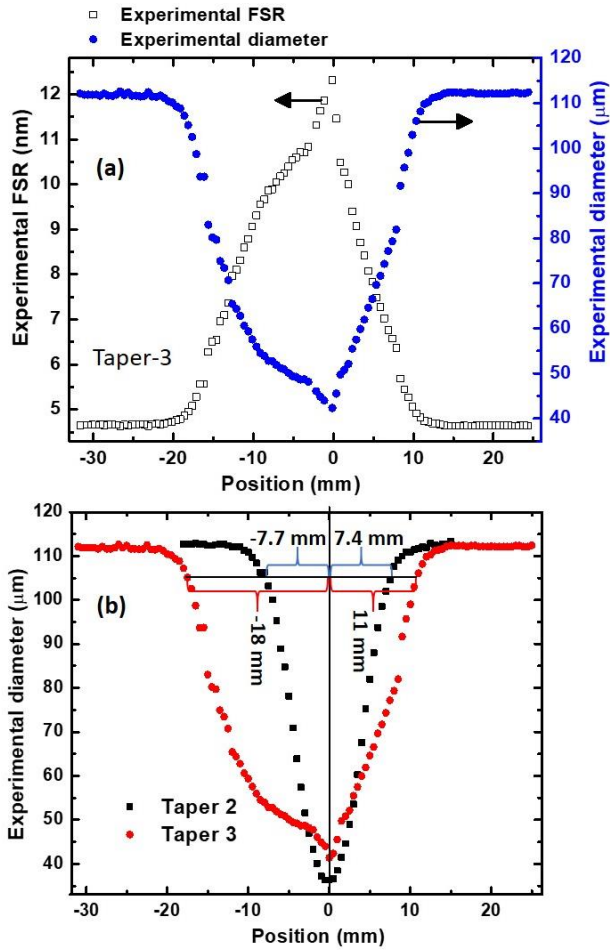 Experimental FSR
Experimental diameter
12
11
10
9
8
7
6
5
Experimental FSR (nm)
(a)
Taper-3
120
110
100
90
80
70
60
50
40
Experimental diameter (μm)
-30 -20 -10 0 10 20
Position (mm)
120
110
100
90
80
70
60
50
40
Experimental diameter (μm)
(b)
-7.7 mm 7.4 mm
-18 mm
11 mm
Taper 2
Taper 3
-30 -20 -10 0 10 20
Position (mm)